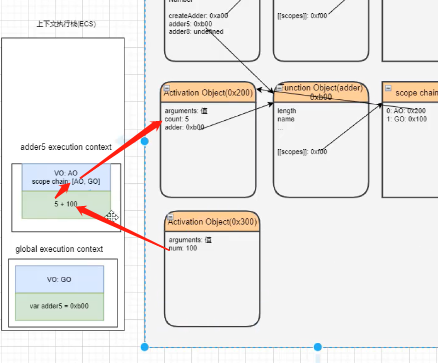 Number
createAdder: 0xa00
adder5: 0xb00
adder8: undefined
[[scopes]]: 0xf00
上下文执行栈(ECS)
Activation Object(0x200)
arguments: 值
count: 5
adder: 0xb00
unction Object(adder)
0xb00
length
name
...
[[scopes]]: 0xf00
scope chain
0: AO: 0x200
1: GO: 0x100
adder5 execution context
VO: AO
scope chain: [AO, GO]
5 + 100
Activation Object(0x300)
arguments: 值
num: 100
global execution context
VO: GO
var adder5 = 0xb00